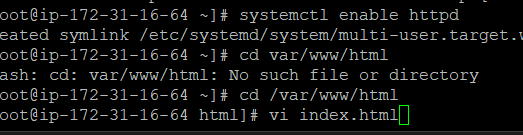 oot@ip-172-31-16-64 ~]# systemctl enable httpd
eated symlink /etc/systemd/system/multi-user.target.w
oot@ip-172-31-16-64 ~]# cd var/www/html
ash: cd: var/www/html: No such file or directory
oot@ip-172-31-16-64 ~]# cd /var/www/html
oot@ip-172-31-16-64 html]# vi index.html